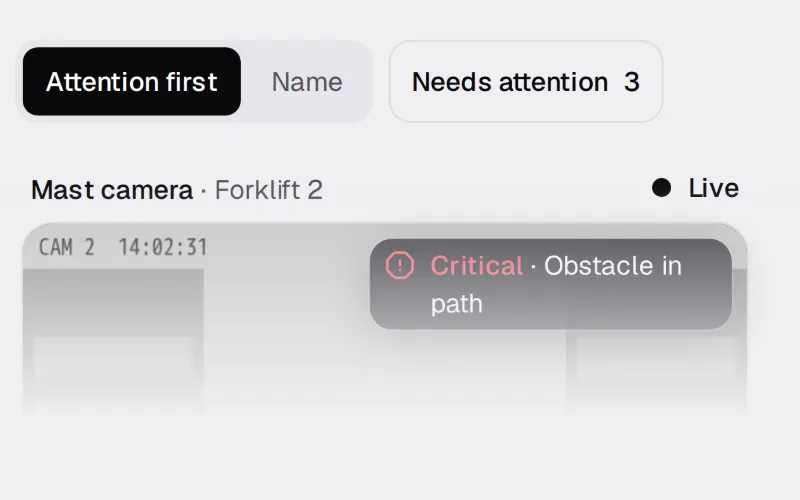 Attention first
Name
Needs attention 3
Mast camera · Forklift 2
Live
CAM 2 14:02:31
Critical · Obstacle in
path